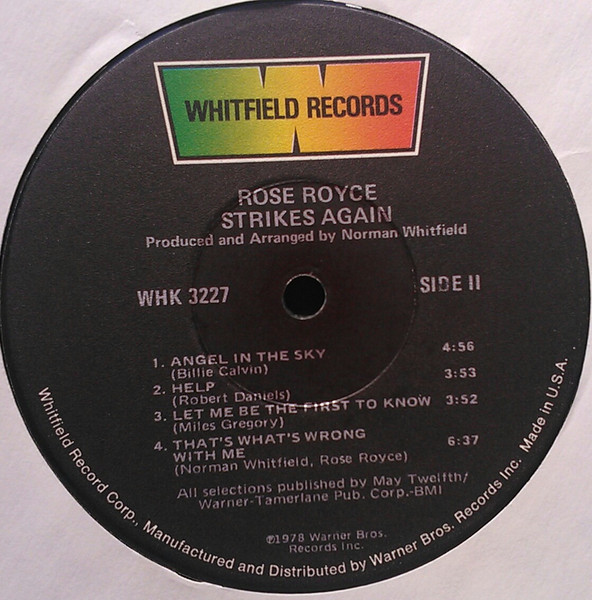 WHITFIELD RECORDS
ROSE ROYCE
STRIKES AGAIN
Produced and Arranged by Norman Whitfield
WHK 3227
SIDE II
1. ANGEL IN THE SKY 4:56
(Billie Calvin)
2. HELP 3:53
(Robert Daniels)
3. LET ME BE THE FIRST TO KNOW 3:52
(Miles Gregory)
4. THAT'S WHAT'S WRONG
WITH ME 6:37
(Norman Whitfield, Rose Royce)
All selections published by May Twelfth/
Warner-Tamerlane Pub. Corp.-BMI
℗1978 Warner Bros.
Records Inc.
Whitfield Record Corp., Manufactured and Distributed by Warner Bros. Records Inc. Made in U.S.A.